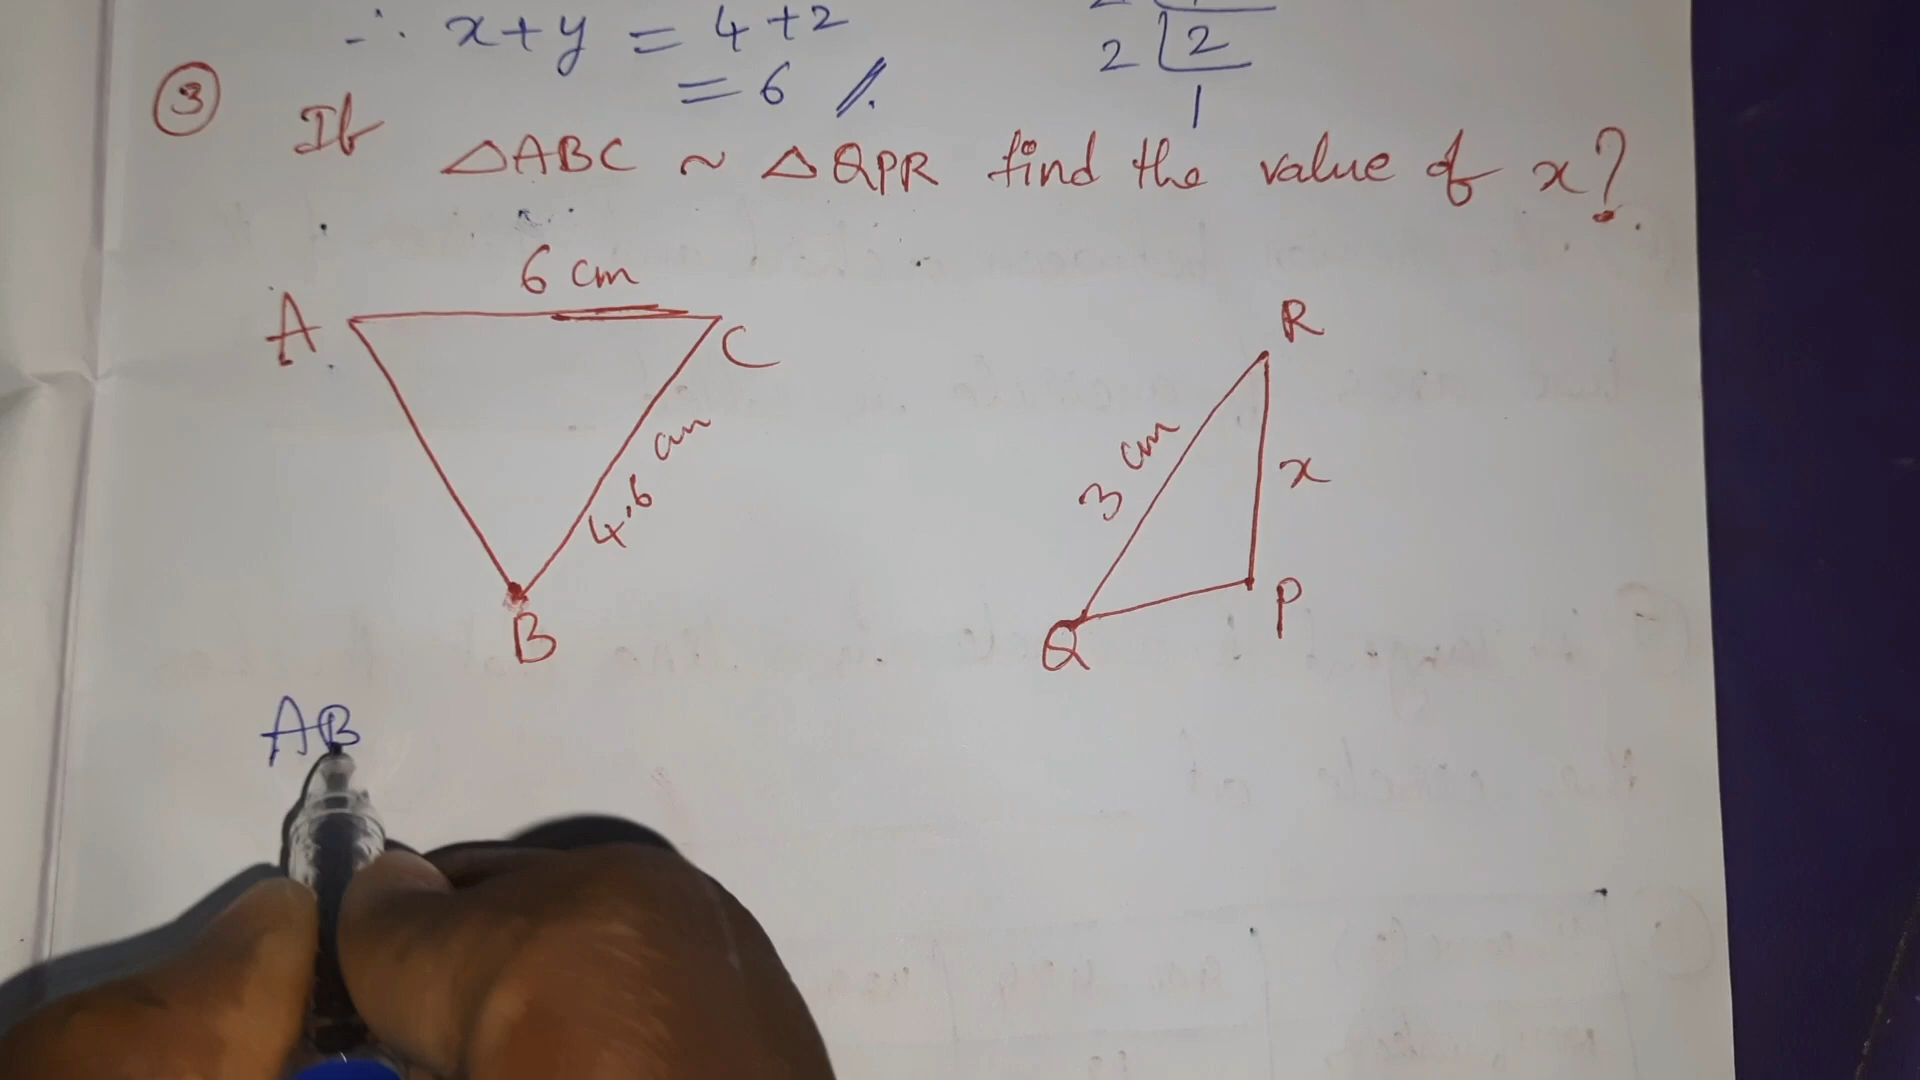 ∴ x+y = 4+2
2
= 6 //.
2 | 2
1
③ If △ABC ~ △QPR find the value of x?
6 cm
A
C
4.6 cm
B
R
3 cm
x
P
Q
AB